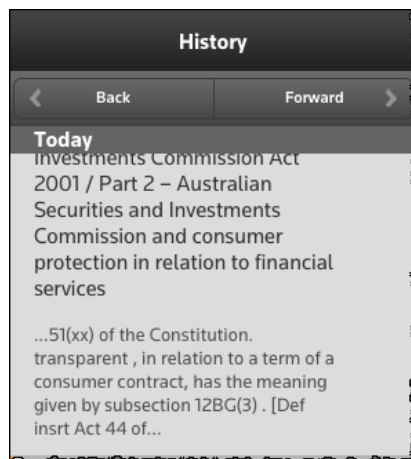 History
Back
Forward
Today
Investments Commission Act
2001 / Part 2 – Australian
Securities and Investments
Commission and consumer
protection in relation to financial
services
...51(xx) of the Constitution.
transparent , in relation to a term of a
consumer contract, has the meaning
given by subsection 12BG(3) . [Def
insrt Act 44 of...